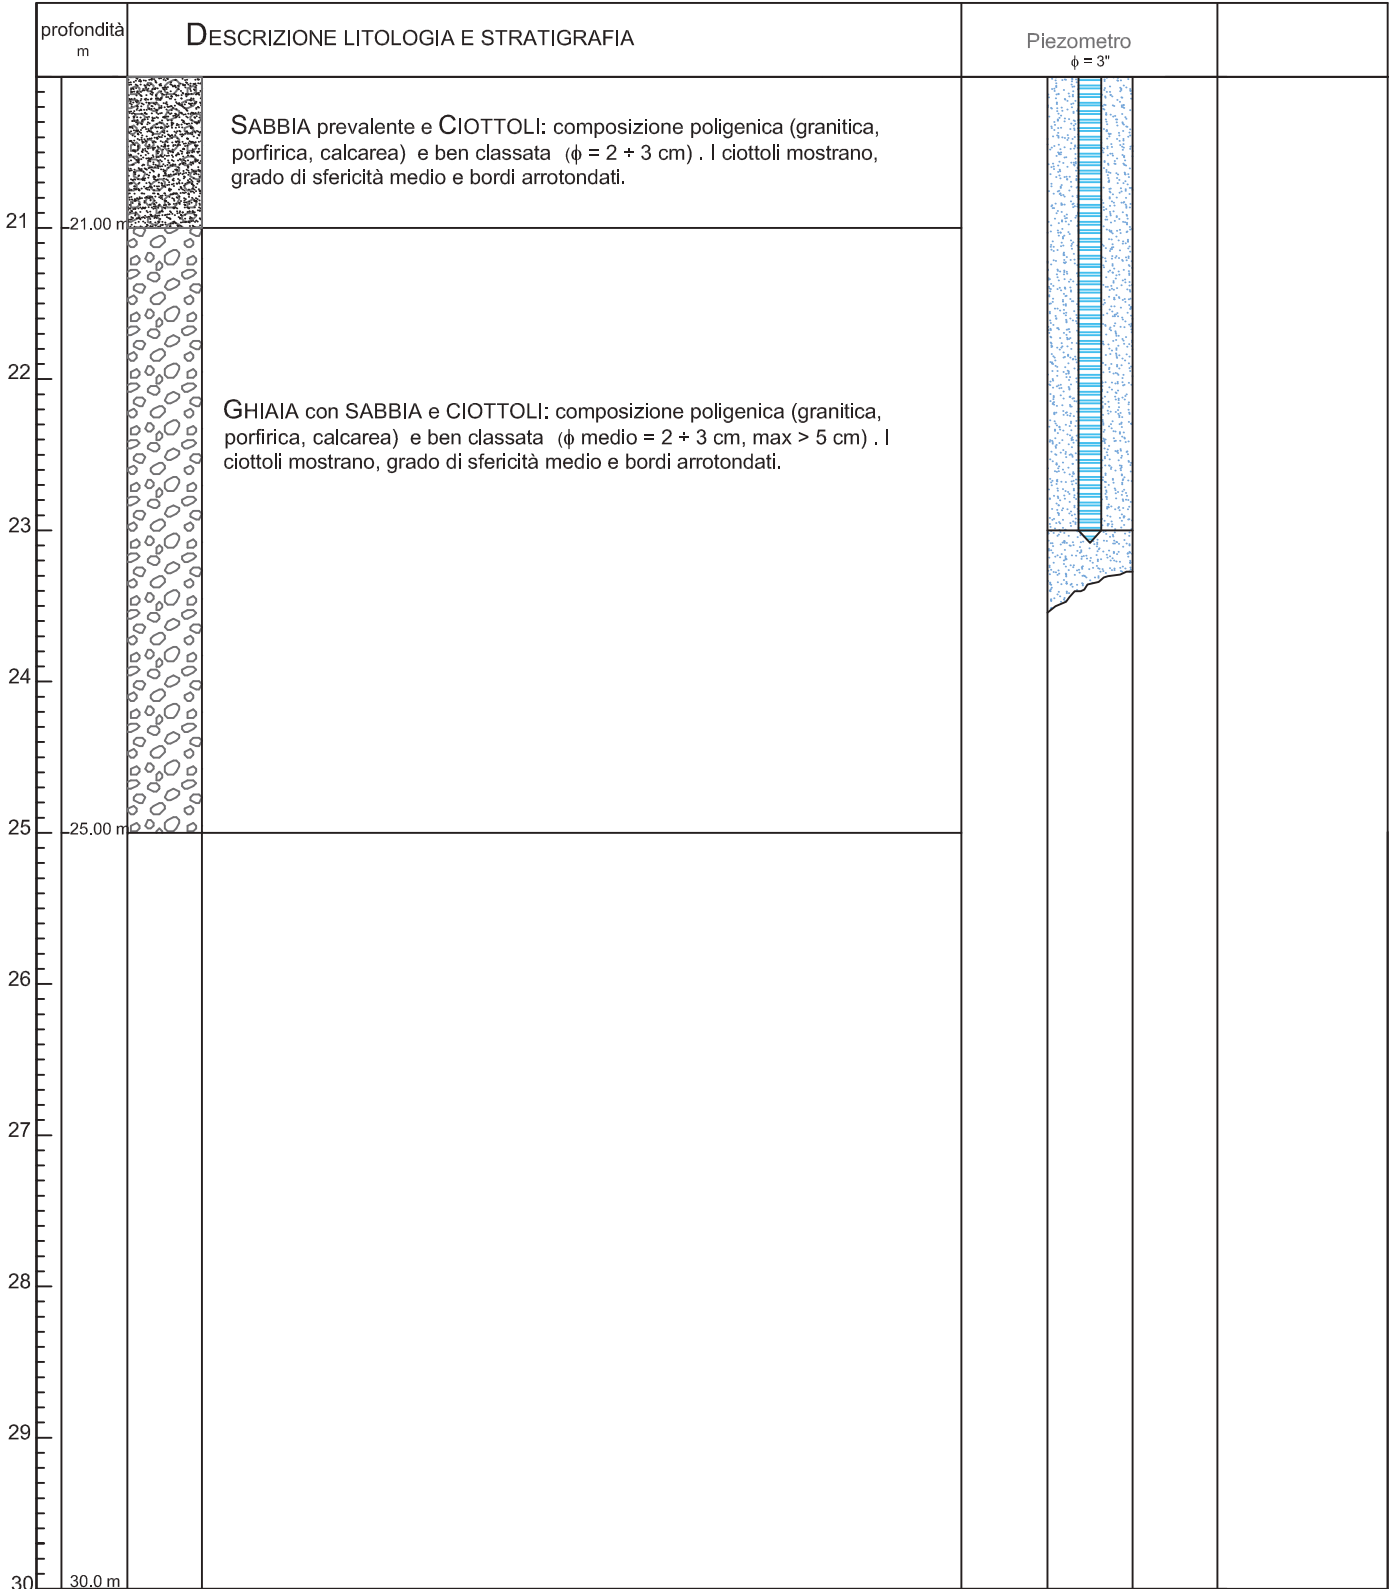 profondità
m
DESCRIZIONE LITOLOGIA E STRATIGRAFIA
Piezometro
ϕ = 3"
SABBIA prevalente e CIOTTOLI: composizione poligenica (granitica,
porfirica, calcarea) e ben classata (ϕ = 2 ÷ 3 cm) . I ciottoli mostrano,
grado di sfericità medio e bordi arrotondati.
21
21.00 m
22
GHIAIA con SABBIA e CIOTTOLI: composizione poligenica (granitica,
porfirica, calcarea) e ben classata (ϕ medio = 2 ÷ 3 cm, max > 5 cm) . I
ciottoli mostrano, grado di sfericità medio e bordi arrotondati.
23
24
25
25.00 m
26
27
28
29
30
30.0 m